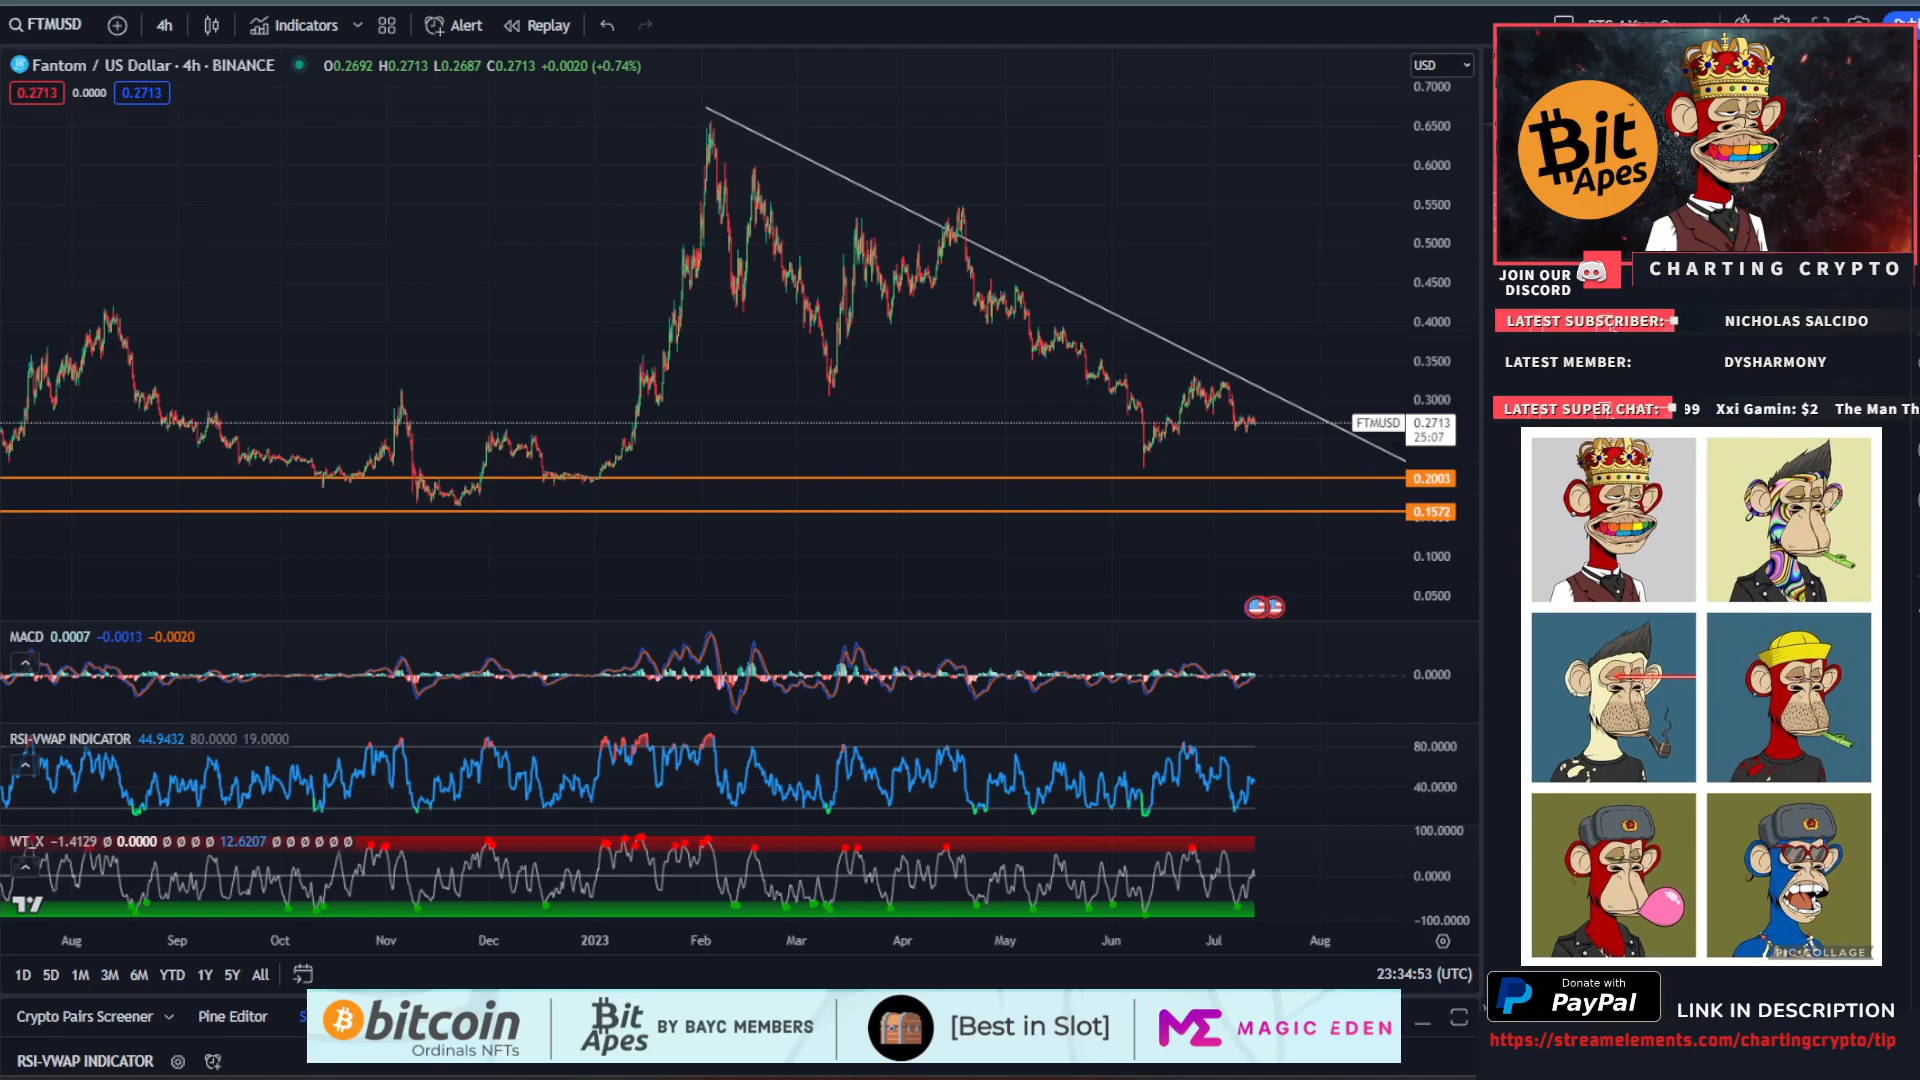 FTMUSD
4h
Indicators
Alert
Replay
Fantom / US Dollar · 4h · BINANCE
O0.2692 H0.2713 L0.2687 C0.2713 +0.0020 (+0.74%)
0.2713 0.0000 0.2713
USD
0.7000
0.6500
0.6000
0.5500
0.5000
0.4500
0.4000
0.3500
0.3000
FTMUSD 0.2713
25:07
0.2003
0.1572
0.1000
0.0500
MACD 0.0007 −0.0013 −0.0020
0.0000
RSI-VWAP INDICATOR 44.9432 80.0000 19.0000
80.0000
40.0000
WT_X −1.4129 Ø 0.0000 Ø Ø Ø Ø 12.6207 Ø Ø Ø Ø Ø Ø
100.0000
0.0000
−100.0000
Aug Sep Oct Nov Dec 2023 Feb Mar Apr May Jun Jul Aug
1D 5D 1M 3M 6M YTD 1Y 5Y All
23:34:53 (UTC)
Crypto Pairs Screener
Pine Editor
RSI-VWAP INDICATOR
bitcoin
Ordinals NFTs
Bit
Apes
BY BAYC MEMBERS
[Best in Slot]
ME MAGIC EDEN
Bit
Apes
™
JOIN OUR
DISCORD
CHARTING CRYPTO
LATEST SUBSCRIBER: NICHOLAS SALCIDO
LATEST MEMBER: DYSHARMONY
LATEST SUPER CHAT: 99 Xxi Gamin: $2 The Man Th
PIC•COLLAGE
Donate with
PayPal
LINK IN DESCRIPTION
https://streamelements.com/chartingcrypto/tip